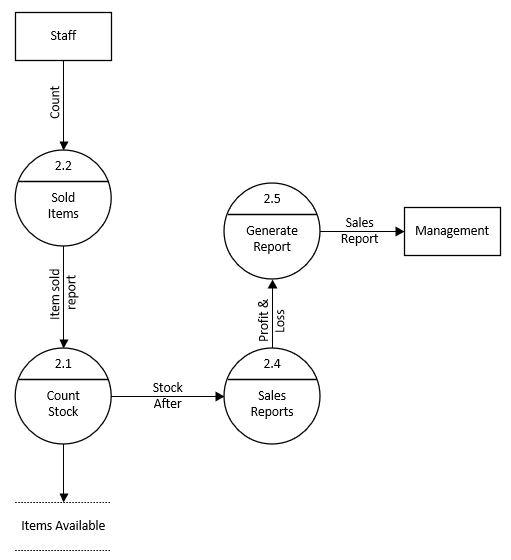 Staff
Count
2.2
Sold
Items
Item sold
report
2.1
Count
Stock
Items Available
Stock
After
2.4
Sales
Reports
Profit &
Loss
2.5
Generate
Report
Sales
Report
Management